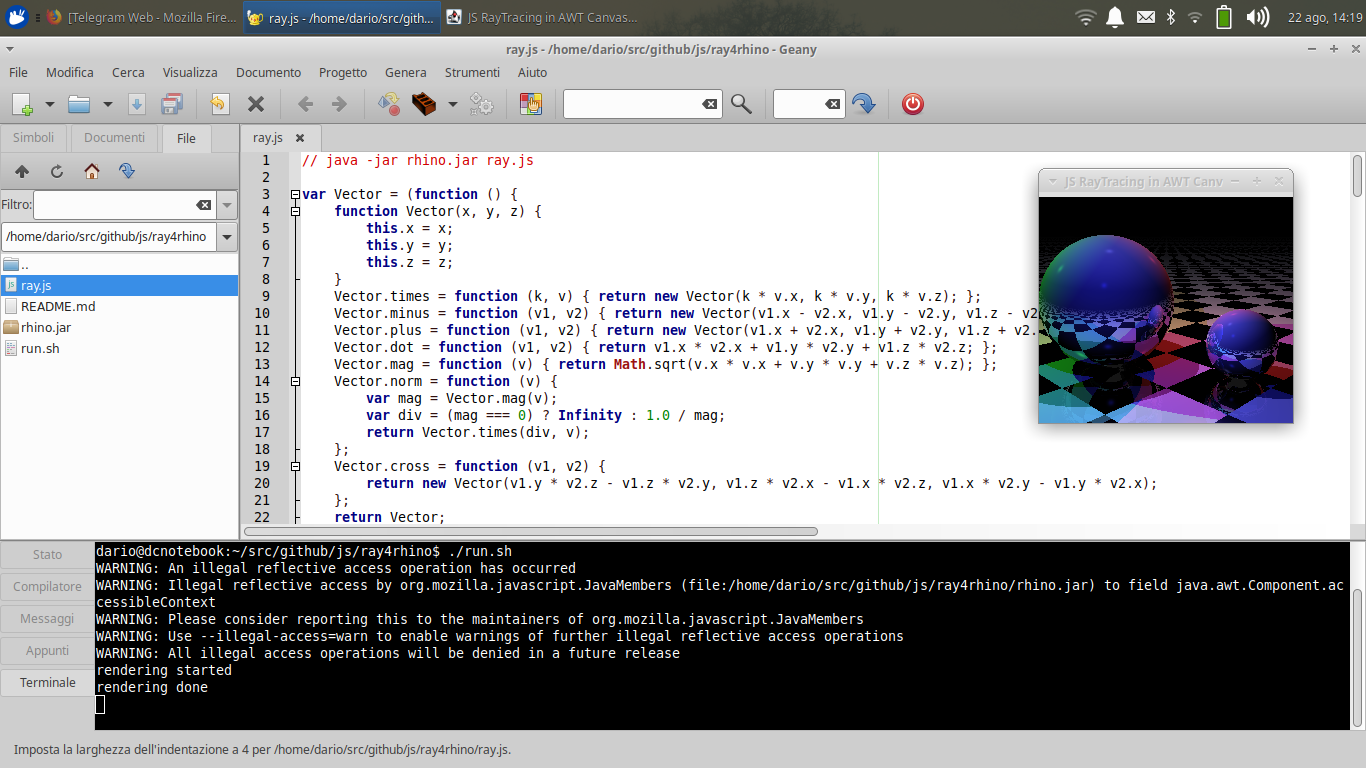 [Telegram Web - Mozilla Fire...
ray.js - /home/dario/src/gith...
JS RayTracing in AWT Canvas...
22 ago, 14:19
ray.js - /home/dario/src/github/js/ray4rhino - Geany
File Modifica Cerca Visualizza Documento Progetto Genera Strumenti Aiuto
Simboli Documenti File
ray.js
Filtro:
/home/dario/src/github/js/ray4rhino
..
ray.js
README.md
rhino.jar
run.sh
1 // java -jar rhino.jar ray.js
2
3 var Vector = (function () {
4 function Vector(x, y, z) {
5 this.x = x;
6 this.y = y;
7 this.z = z;
8 }
9 Vector.times = function (k, v) { return new Vector(k * v.x, k * v.y, k * v.z); };
10 Vector.minus = function (v1, v2) { return new Vector(v1.x - v2.x, v1.y - v2.y, v1.z - v2
11 Vector.plus = function (v1, v2) { return new Vector(v1.x + v2.x, v1.y + v2.y, v1.z + v2.
12 Vector.dot = function (v1, v2) { return v1.x * v2.x + v1.y * v2.y + v1.z * v2.z; };
13 Vector.mag = function (v) { return Math.sqrt(v.x * v.x + v.y * v.y + v.z * v.z); };
14 Vector.norm = function (v) {
15 var mag = Vector.mag(v);
16 var div = (mag === 0) ? Infinity : 1.0 / mag;
17 return Vector.times(div, v);
18 };
19 Vector.cross = function (v1, v2) {
20 return new Vector(v1.y * v2.z - v1.z * v2.y, v1.z * v2.x - v1.x * v2.z, v1.x * v2.y - v1.y * v2.x);
21 };
22 return Vector;
JS RayTracing in AWT Canv
Stato
Compilatore
Messaggi
Appunti
Terminale
dario@dcnotebook:~/src/github/js/ray4rhino$ ./run.sh
WARNING: An illegal reflective access operation has occurred
WARNING: Illegal reflective access by org.mozilla.javascript.JavaMembers (file:/home/dario/src/github/js/ray4rhino/rhino.jar) to field java.awt.Component.ac
cessibleContext
WARNING: Please consider reporting this to the maintainers of org.mozilla.javascript.JavaMembers
WARNING: Use --illegal-access=warn to enable warnings of further illegal reflective access operations
WARNING: All illegal access operations will be denied in a future release
rendering started
rendering done
Imposta la larghezza dell'indentazione a 4 per /home/dario/src/github/js/ray4rhino/ray.js.